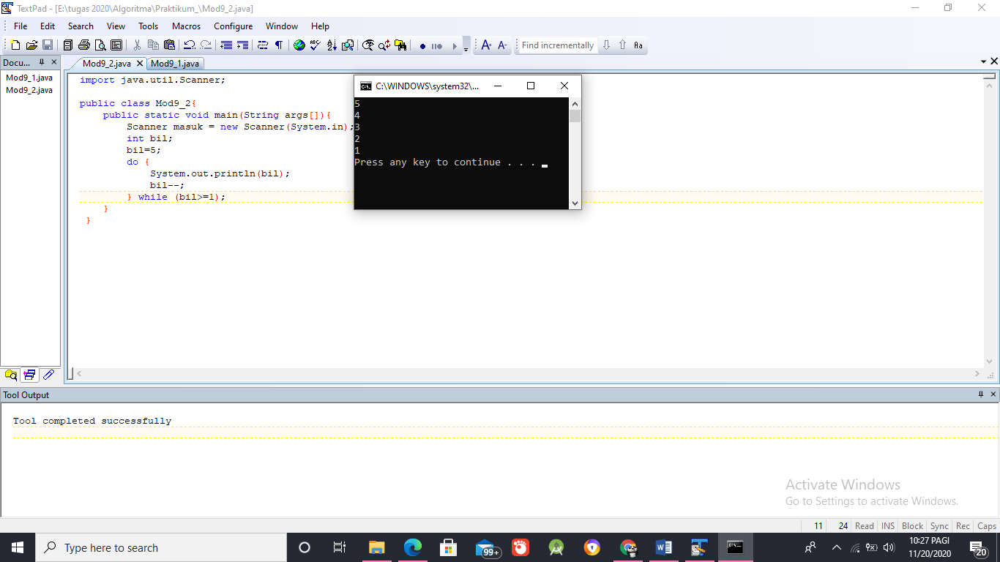 TextPad - [E:\tugas 2020\Algoritma\Praktikum_\Mod9_2.java]
File Edit Search View Tools Macros Configure Window Help
Find incrementally
Docu...
Mod9_2.java
Mod9_1.java
Mod9_1.java
Mod9_2.java
import java.util.Scanner;
public class Mod9_2{
public static void main(String args[]){
Scanner masuk = new Scanner(System.in);
int bil;
bil=5;
do {
System.out.println(bil);
bil--;
} while (bil>=1);
}
}
C:\WINDOWS\system32\...
5
4
3
2
1
Press any key to continue . . .
Tool Output
Tool completed successfully
Activate Windows
Go to Settings to activate Windows.
11 24 Read INS Block Sync Rec Caps
Type here to search
99+
10:27 PAGI
11/20/2020
20